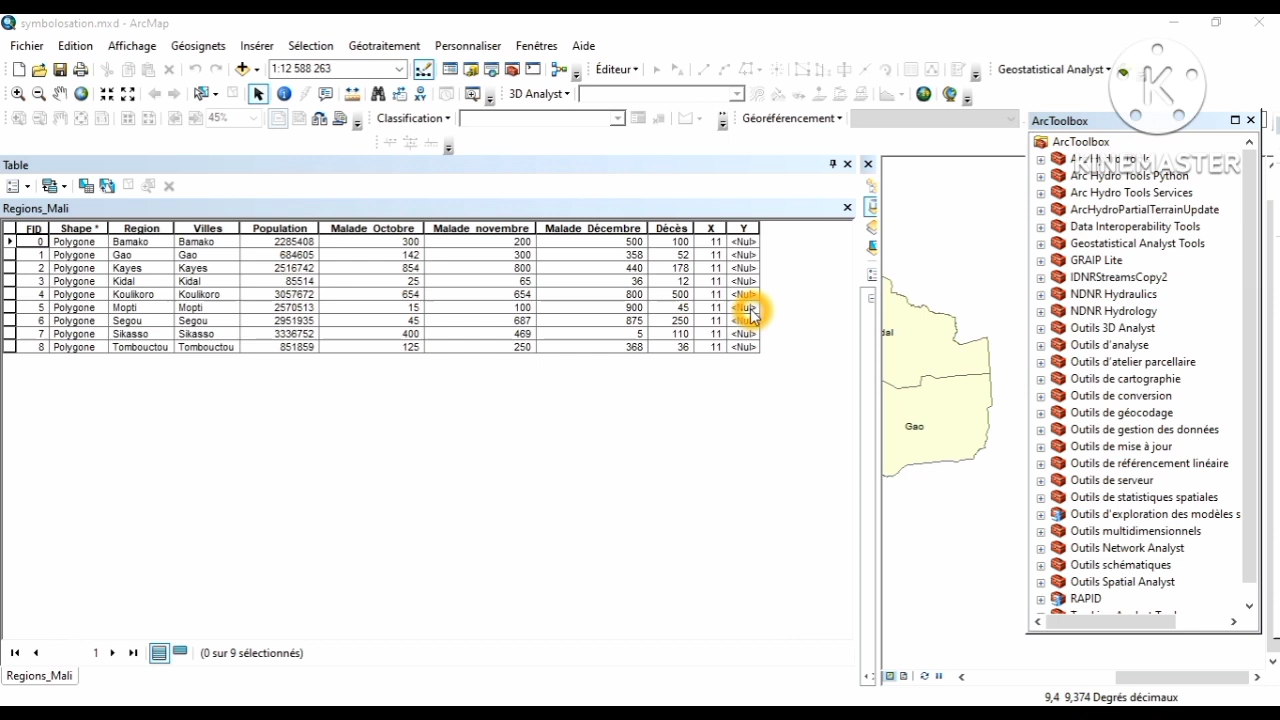 symbolosation.mxd - ArcMap
Fichier Edition Affichage Géosignets Insérer Sélection Géotraitement Personnaliser Fenêtres Aide
1:12 588 263 Éditeur Geostatistical Analyst
3D Analyst
45% Classification Géoréférencement
K
KINEMASTER
Table
Regions_Mali
FID Shape * Region Villes Population Malade_Octobre Malade_novembre Malade_Décembre Décès X Y
0 Polygone Bamako Bamako 2285408 300 200 500 100 11 <Nul>
1 Polygone Gao Gao 684605 142 300 358 52 11 <Nul>
2 Polygone Kayes Kayes 2516742 854 800 440 178 11 <Nul>
3 Polygone Kidal Kidal 85514 25 65 36 12 11 <Nul>
4 Polygone Koulikoro Koulikoro 3057672 654 654 800 500 11 <Nul>
5 Polygone Mopti Mopti 2570513 15 100 900 45 11 <Nul>
6 Polygone Segou Segou 2951935 45 687 875 250 11 <Nul>
7 Polygone Sikasso Sikasso 3336752 400 469 5 110 11 <Nul>
8 Polygone Tombouctou Tombouctou 851859 125 250 368 36 11 <Nul>
1 (0 sur 9 sélectionnés)
Regions_Mali
dal
Gao
ArcToolbox
ArcToolbox
Arc Hydro Tools Python
Arc Hydro Tools Services
ArcHydroPartialTerrainUpdate
Data Interoperability Tools
Geostatistical Analyst Tools
GRAIP Lite
IDNRStreamsCopy2
NDNR Hydraulics
NDNR Hydrology
Outils 3D Analyst
Outils d'analyse
Outils d'atelier parcellaire
Outils de cartographie
Outils de conversion
Outils de géocodage
Outils de gestion des données
Outils de mise à jour
Outils de référencement linéaire
Outils de serveur
Outils de statistiques spatiales
Outils d'exploration des modèles s
Outils multidimensionnels
Outils Network Analyst
Outils schématiques
Outils Spatial Analyst
RAPID
9,4 9,374 Degrés décimaux